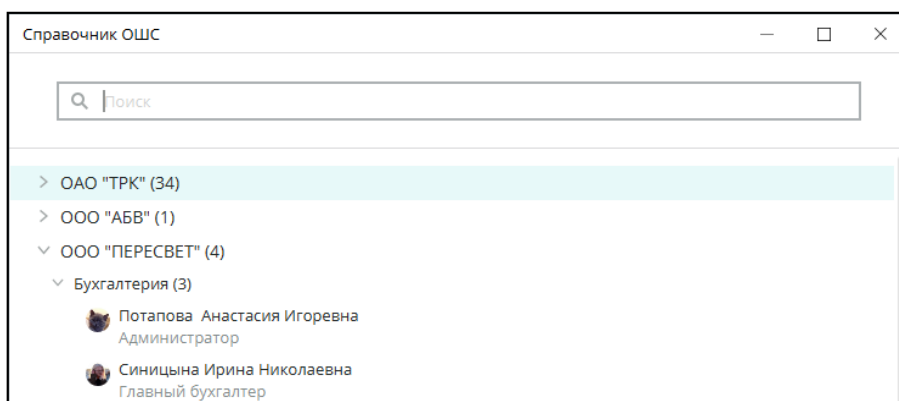 Справочник ОШС
Поиск
ОАО "ТРК" (34)
ООО "АБВ" (1)
ООО "ПЕРЕСВЕТ" (4)
Бухгалтерия (3)
Потапова Анастасия Игоревна
Администратор
Синицына Ирина Николаевна
Главный бухгалтер